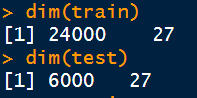 > dim(train)
[1] 24000 27
> dim(test)
[1] 6000 27